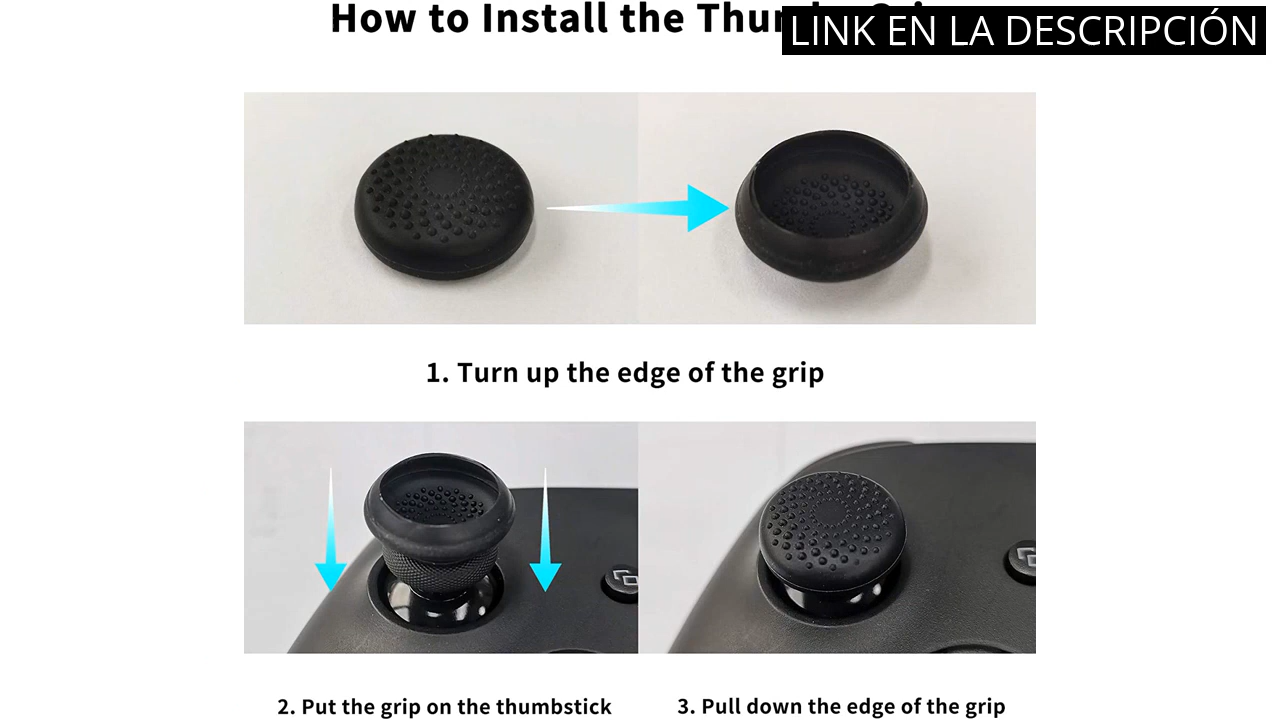 How to Install the
LINK EN LA DESCRIPCIÓN
1. Turn up the edge of the grip
2. Put the grip on the thumbstick
3. Pull down the edge of the grip